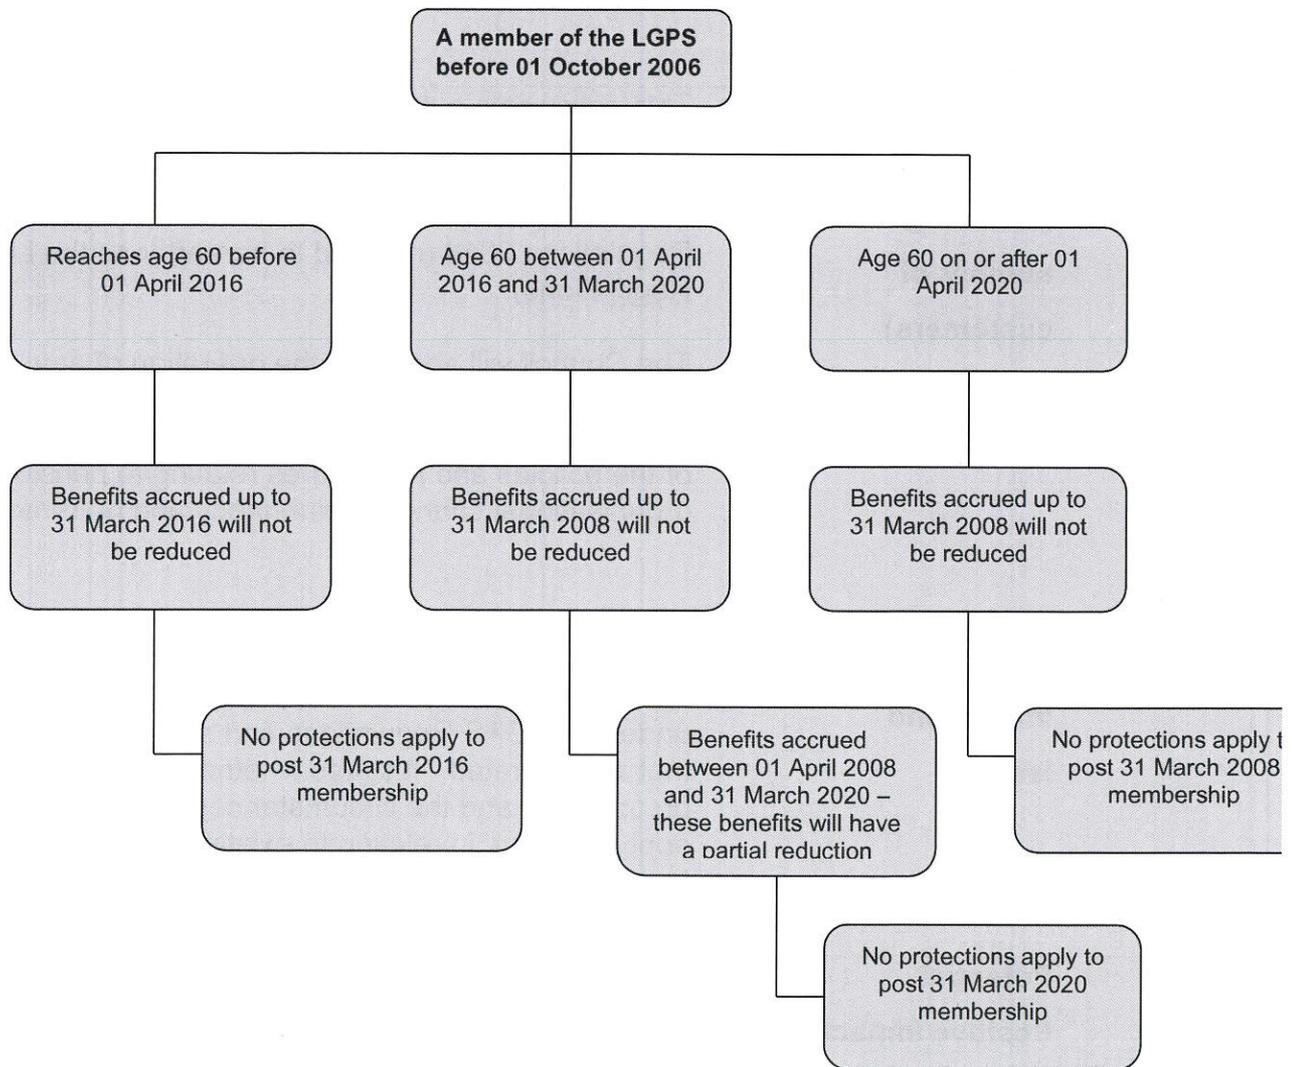 A member of the LGPS
before 01 October 2006
Reaches age 60 before
01 April 2016
Age 60 between 01 April
2016 and 31 March 2020
Age 60 on or after 01
April 2020
Benefits accrued up to
31 March 2016 will not
be reduced
Benefits accrued up to
31 March 2008 will not
be reduced
Benefits accrued up to
31 March 2008 will not
be reduced
No protections apply to
post 31 March 2016
membership
Benefits accrued
between 01 April 2008
and 31 March 2020 –
these benefits will have
a partial reduction
No protections apply t
post 31 March 2008
membership
No protections apply to
post 31 March 2020
membership